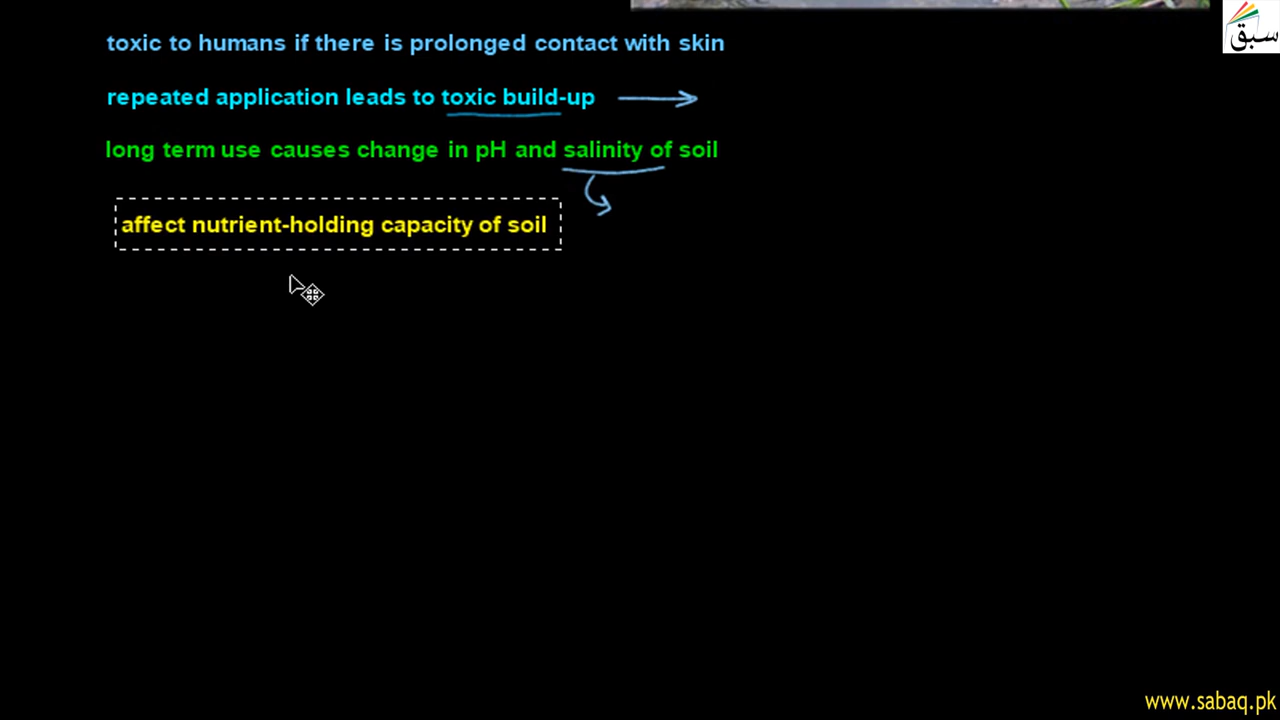 سبق
toxic to humans if there is prolonged contact with skin
repeated application leads to toxic build-up
long term use causes change in pH and salinity of soil
affect nutrient-holding capacity of soil
www.sabaq.pk